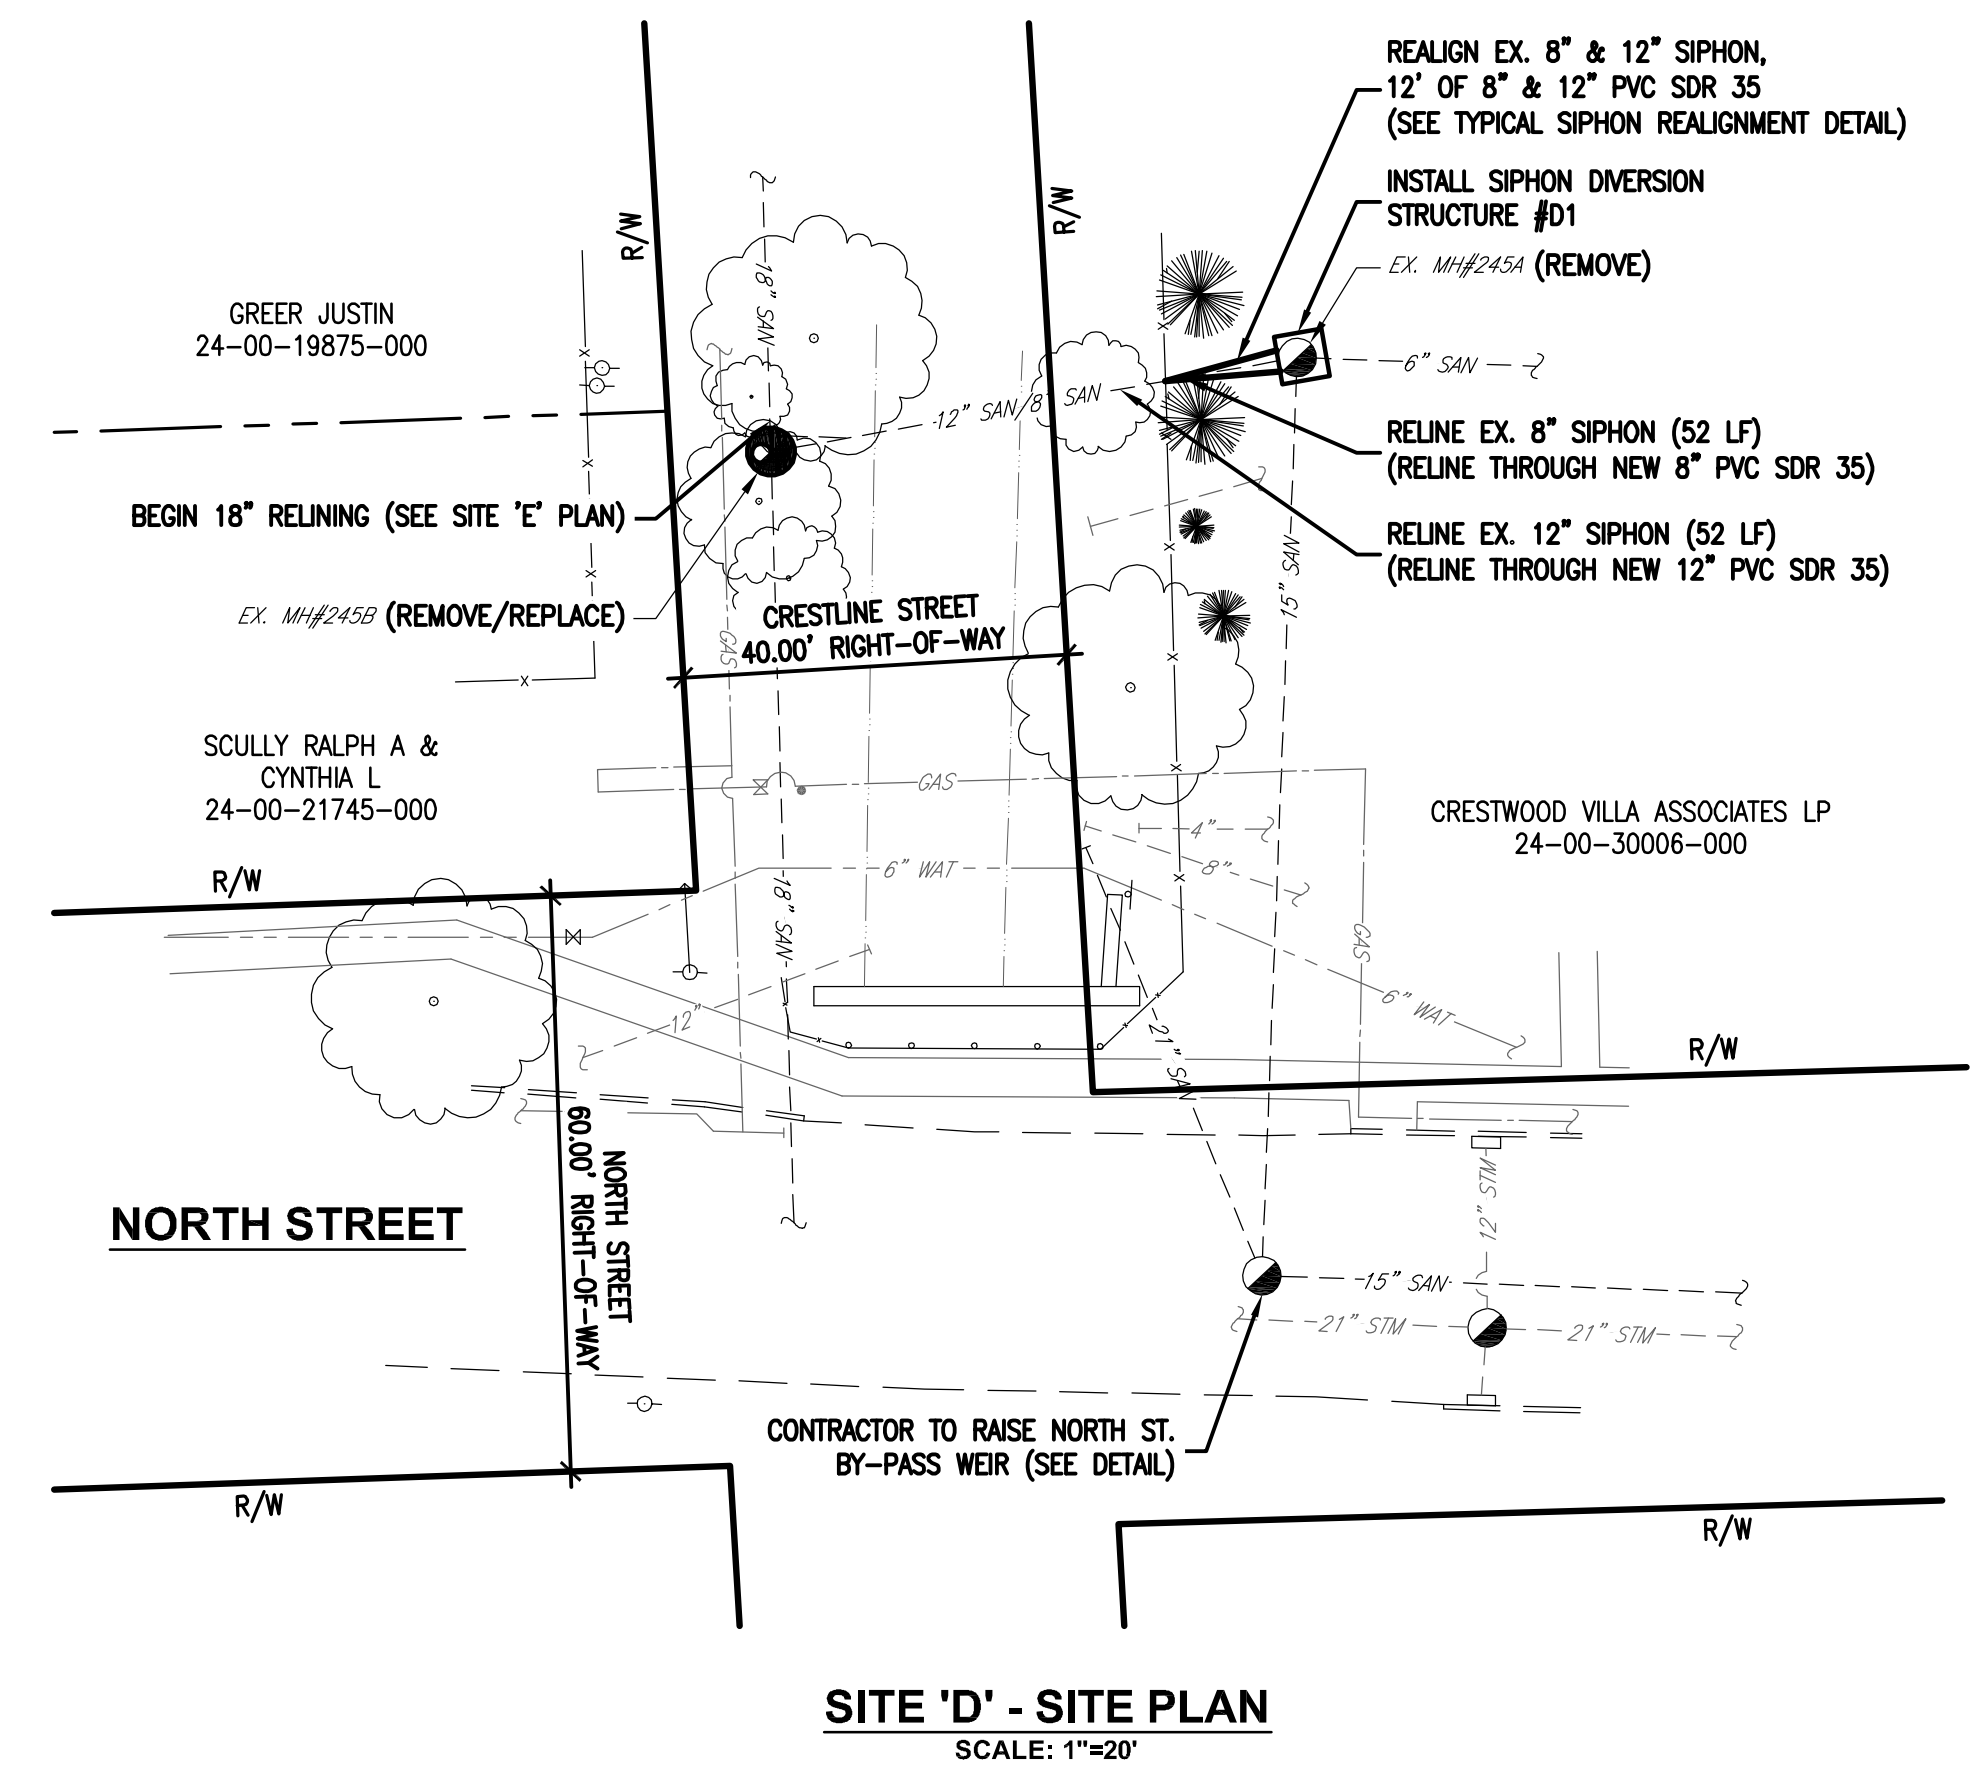 REALIGN EX. 8" & 12" SIPHON,
12' OF 8" & 12" PVC SDR 35
(SEE TYPICAL SIPHON REALIGNMENT DETAIL)
INSTALL SIPHON DIVERSION
STRUCTURE #D1
EX. MH#245A (REMOVE)
R/W
R/W
18" SAN
GREER JUSTIN
24-00-19875-000
6" SAN
12" SAN/8" SAN
RELINE EX. 8" SIPHON (52 LF)
(RELINE THROUGH NEW 8" PVC SDR 35)
BEGIN 18" RELINING (SEE SITE 'E' PLAN)
RELINE EX. 12" SIPHON (52 LF)
(RELINE THROUGH NEW 12" PVC SDR 35)
15" SAN
EX. MH#245B (REMOVE/REPLACE)
CRESTLINE STREET
40.00' RIGHT-OF-WAY
GAS
SCULLY RALPH A &
CYNTHIA L
24-00-21745-000
GAS
CRESTWOOD VILLA ASSOCIATES LP
24-00-30006-000
4"
8"
6" WAT
R/W
18" SAN
GAS
6" WAT
12"
21" SAN
R/W
NORTH STREET
60.00' RIGHT-OF-WAY
NORTH STREET
12" STM
15" SAN
21" STM
21" STM
CONTRACTOR TO RAISE NORTH ST.
BY-PASS WEIR (SEE DETAIL)
R/W
R/W
SITE 'D' - SITE PLAN
SCALE: 1"=20'